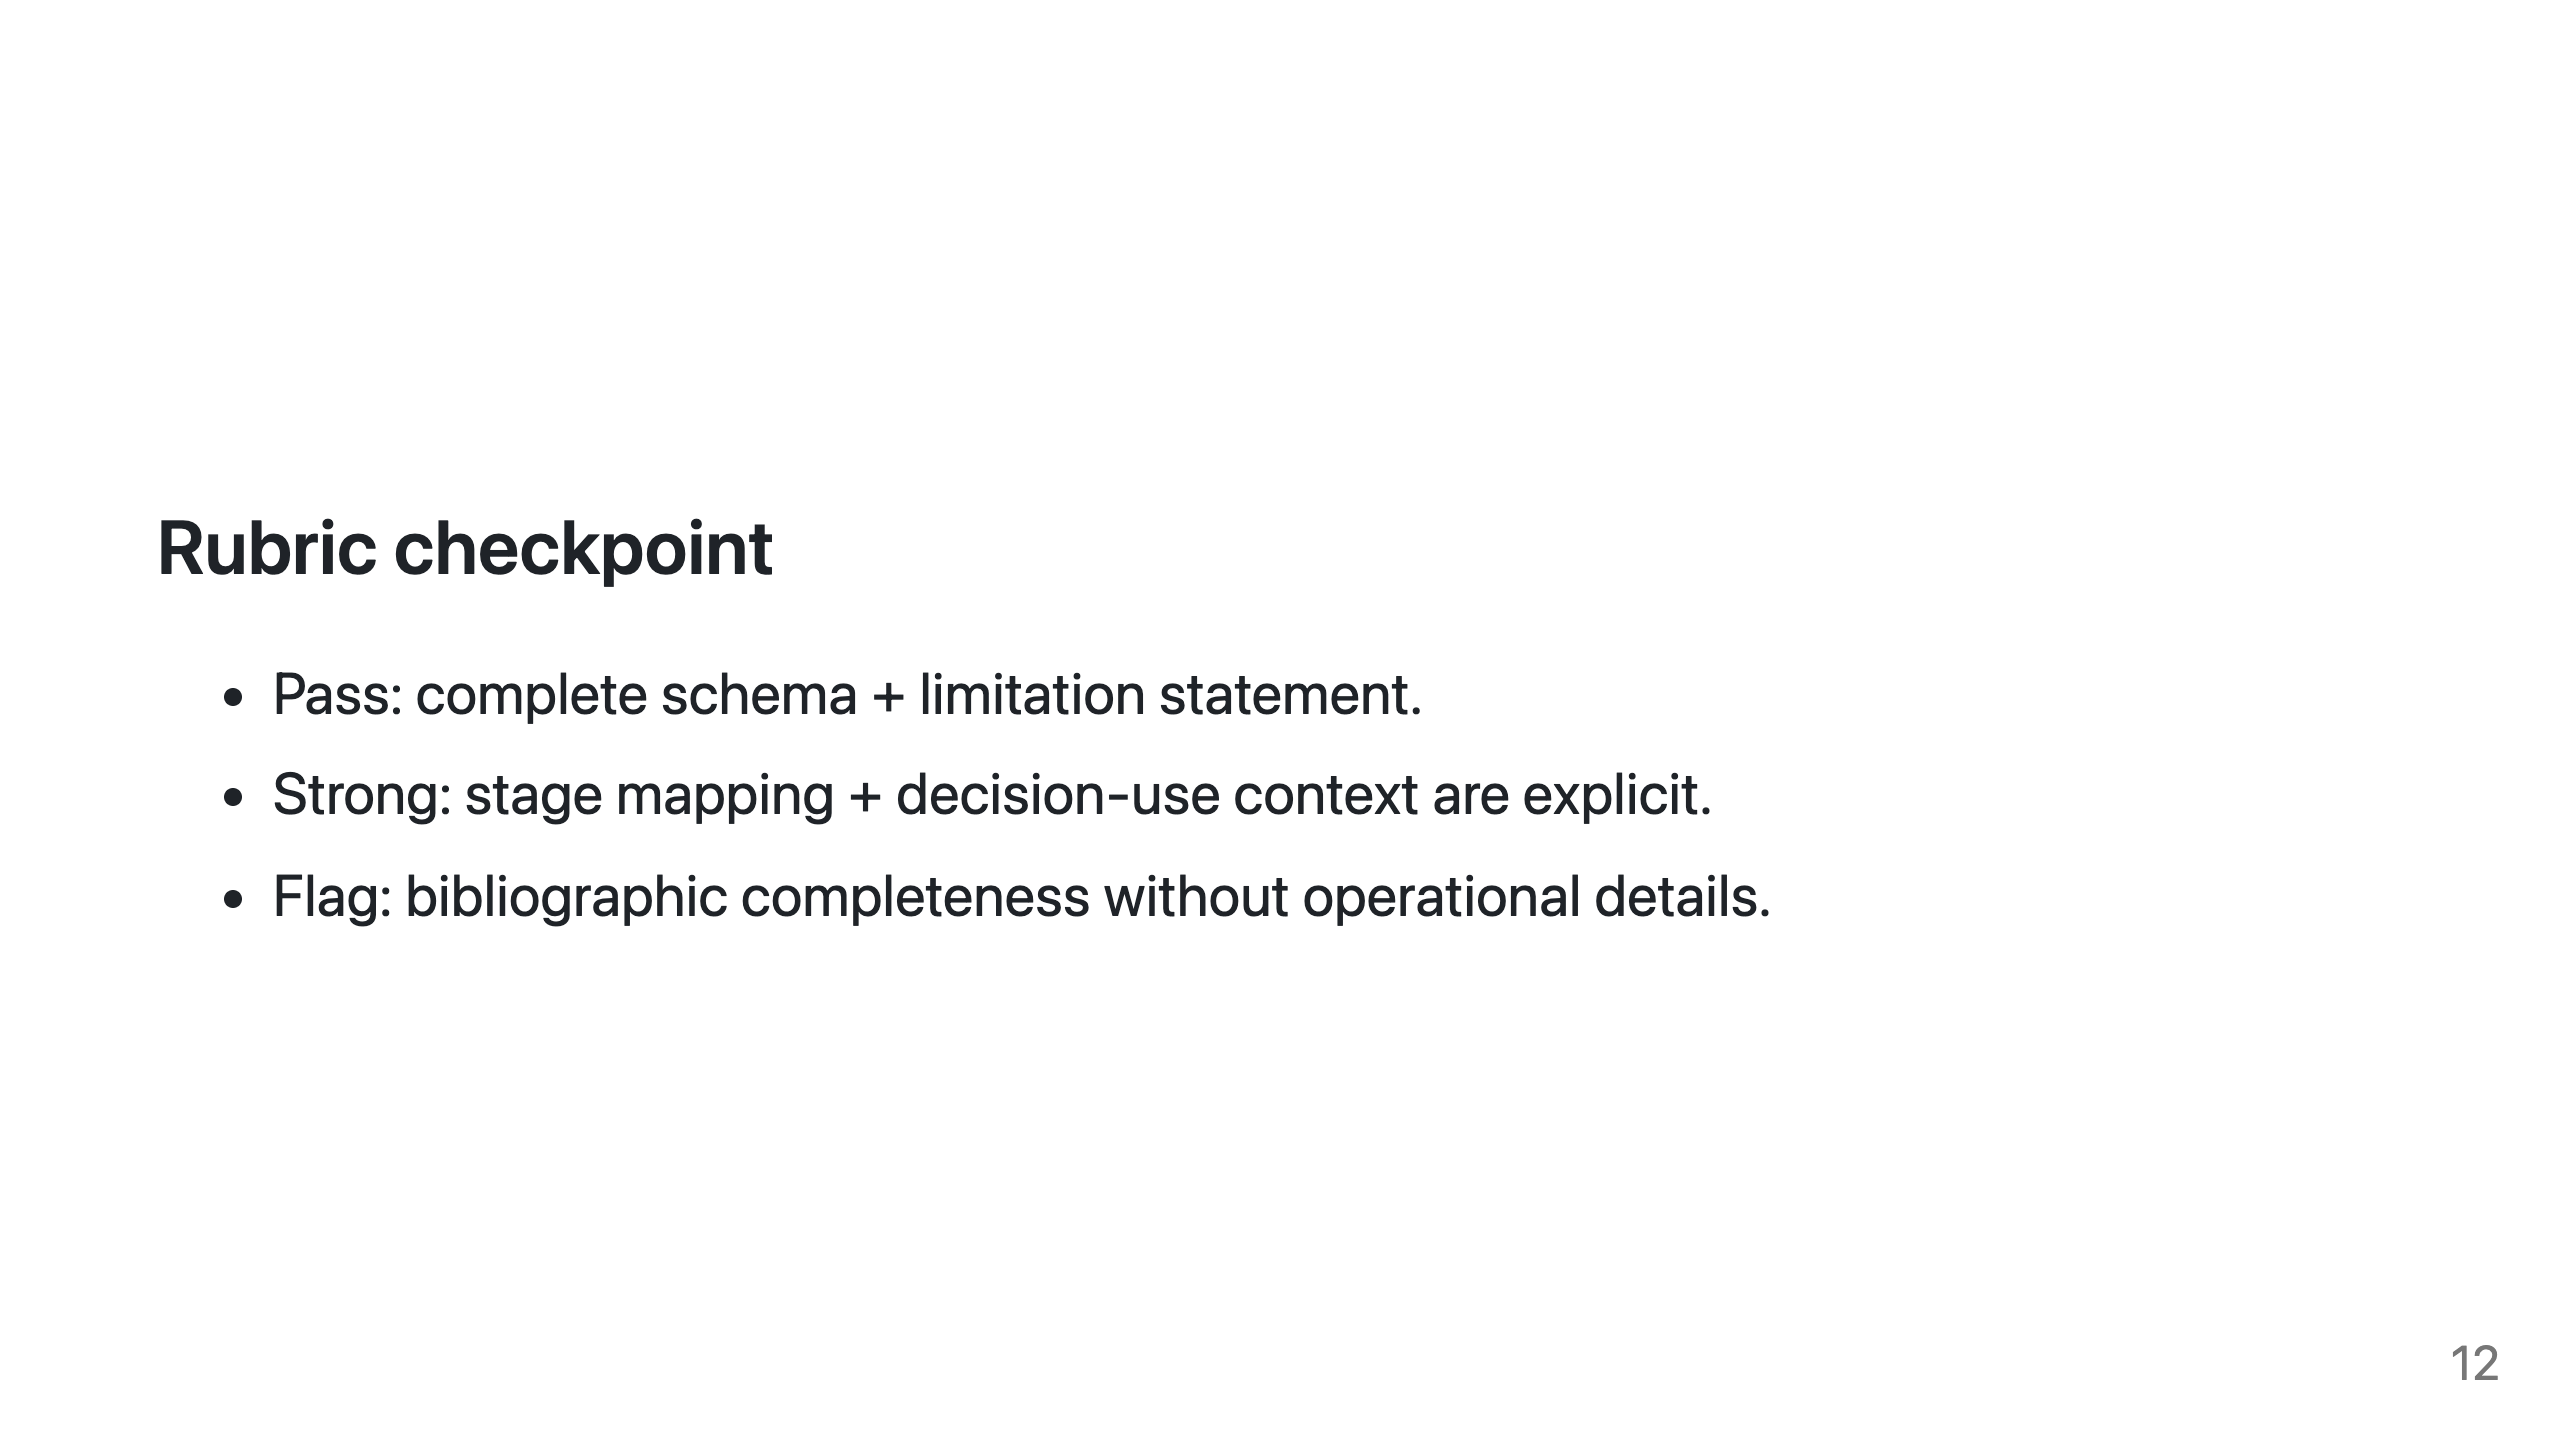 Rubric checkpoint
• Pass: complete schema + limitation statement.
• Strong: stage mapping + decision-use context are explicit.
• Flag: bibliographic completeness without operational details.
12